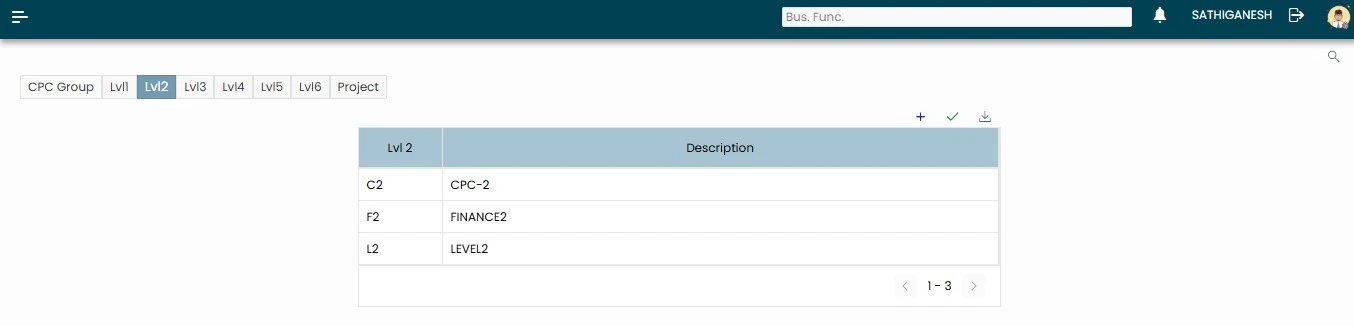 Bus. Func. SATHIGANESH
CPC Group Lvl1 Lvl2 Lvl3 Lvl4 Lvl5 Lvl6 Project
Lvl 2 Description
C2 CPC-2
F2 FINANCE2
L2 LEVEL2
1 - 3